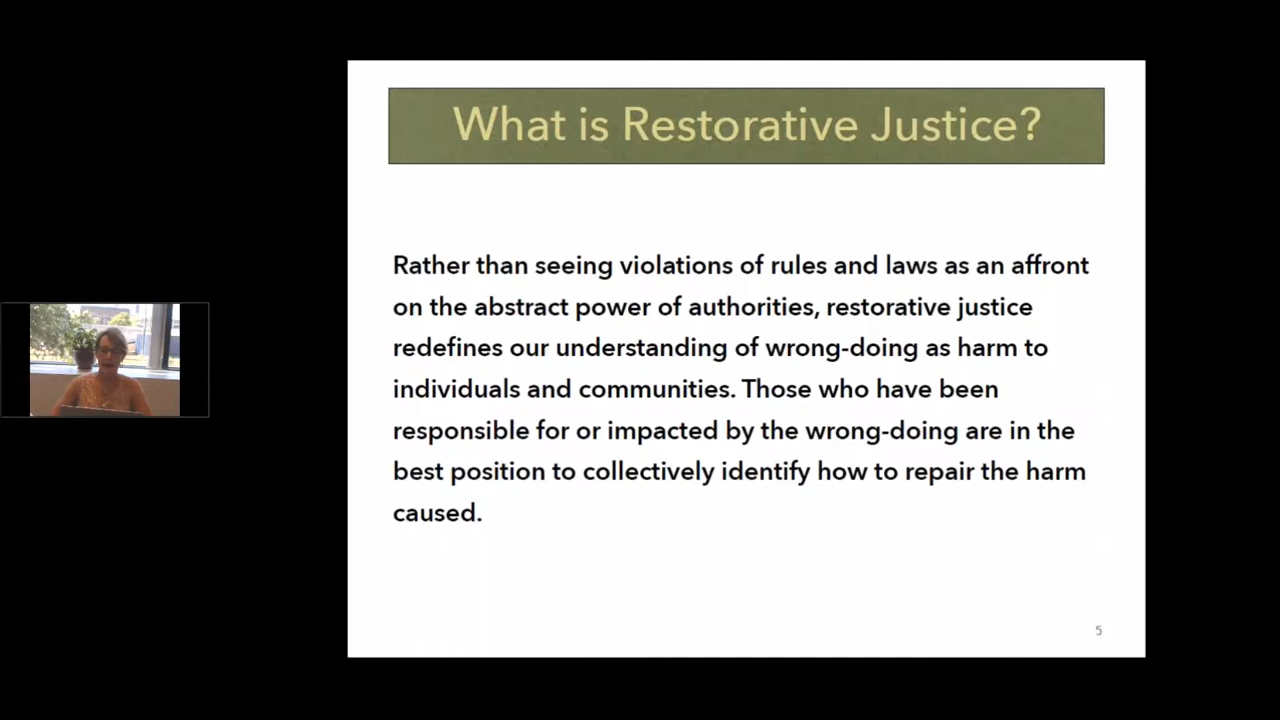 What is Restorative Justice?
Rather than seeing violations of rules and laws as an affront
on the abstract power of authorities, restorative justice
redefines our understanding of wrong-doing as harm to
individuals and communities. Those who have been
responsible for or impacted by the wrong-doing are in the
best position to collectively identify how to repair the harm
caused.
5